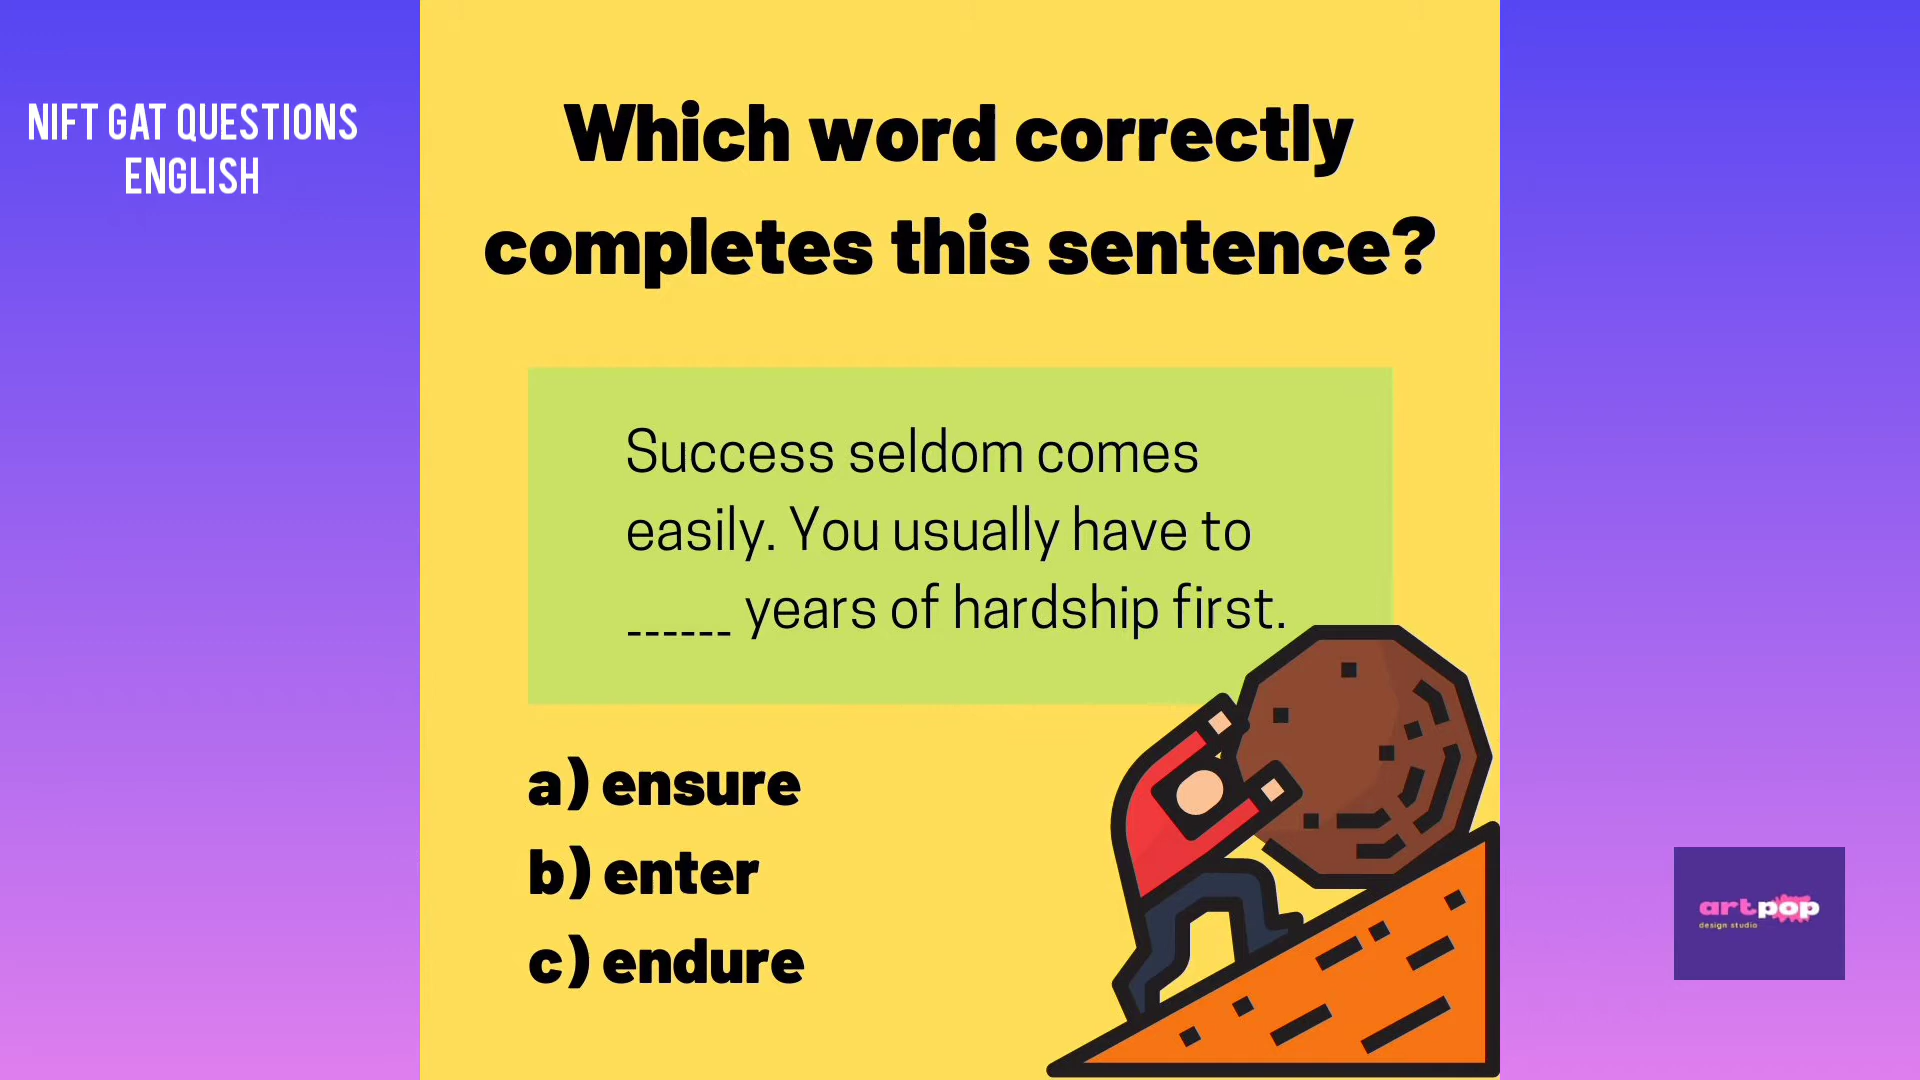 NIFT GAT QUESTIONS
ENGLISH
Which word correctly
completes this sentence?
Success seldom comes
easily. You usually have to
______ years of hardship first.
a) ensure
b) enter
c) endure
artpop
design studio